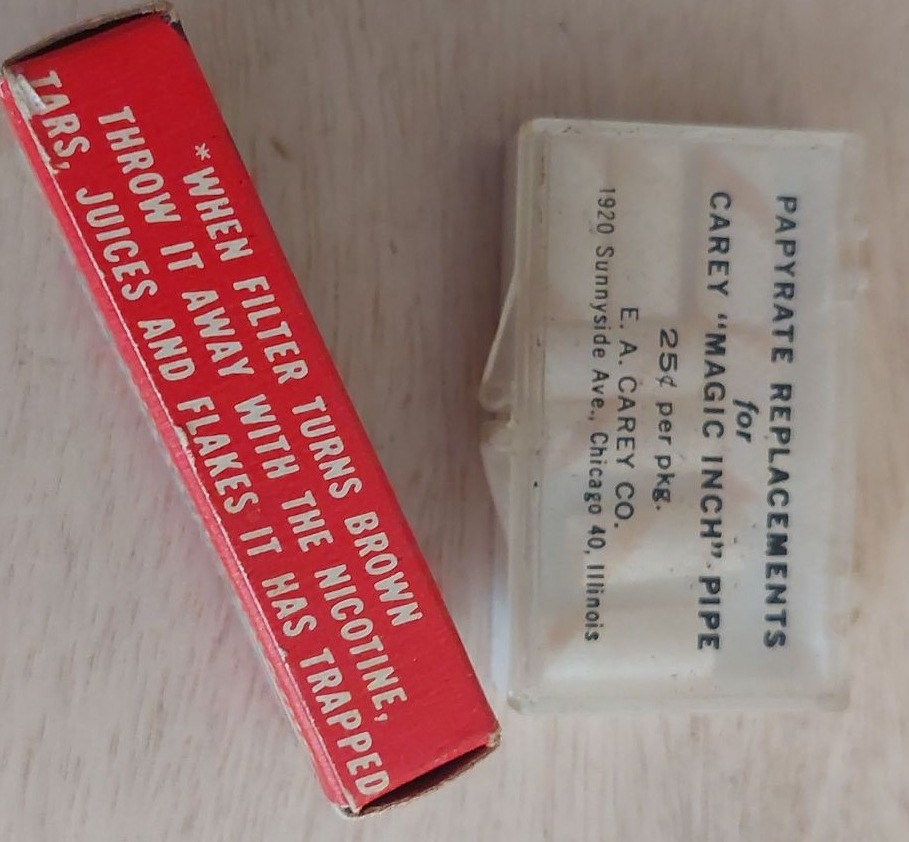 *WHEN FILTER TURNS BROWN
THROW IT AWAY WITH THE NICOTINE,
TARS, JUICES AND FLAKES IT HAS TRAPPED
PAPYRATE REPLACEMENTS
for
CAREY "MAGIC INCH" PIPE
25¢ per pkg.
E. A. CAREY CO.
1920 Sunnyside Ave., Chicago 40, Illinois